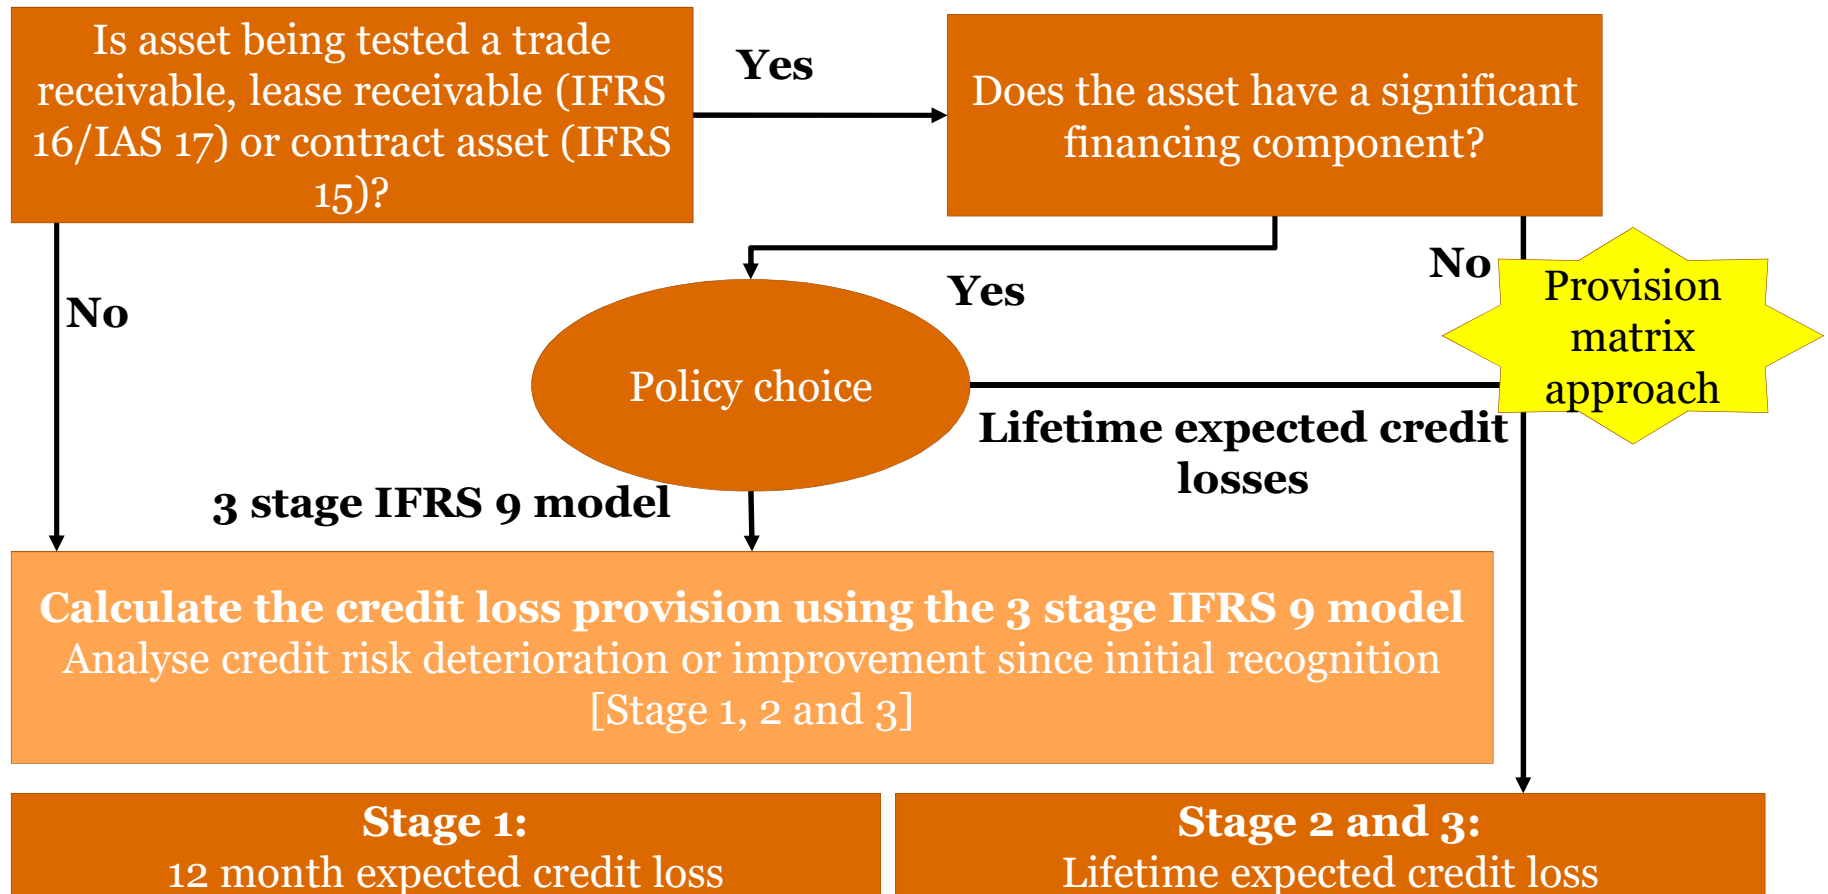 Is asset being tested a trade
receivable, lease receivable (IFRS
16/IAS 17) or contract asset (IFRS
15)?
Yes
Does the asset have a significant
financing component?
No
Yes
No
Provision
matrix
approach
Policy choice
Lifetime expected credit
losses
3 stage IFRS 9 model
Calculate the credit loss provision using the 3 stage IFRS 9 model
Analyse credit risk deterioration or improvement since initial recognition
[Stage 1, 2 and 3]
Stage 1:
12 month expected credit loss
Stage 2 and 3:
Lifetime expected credit loss